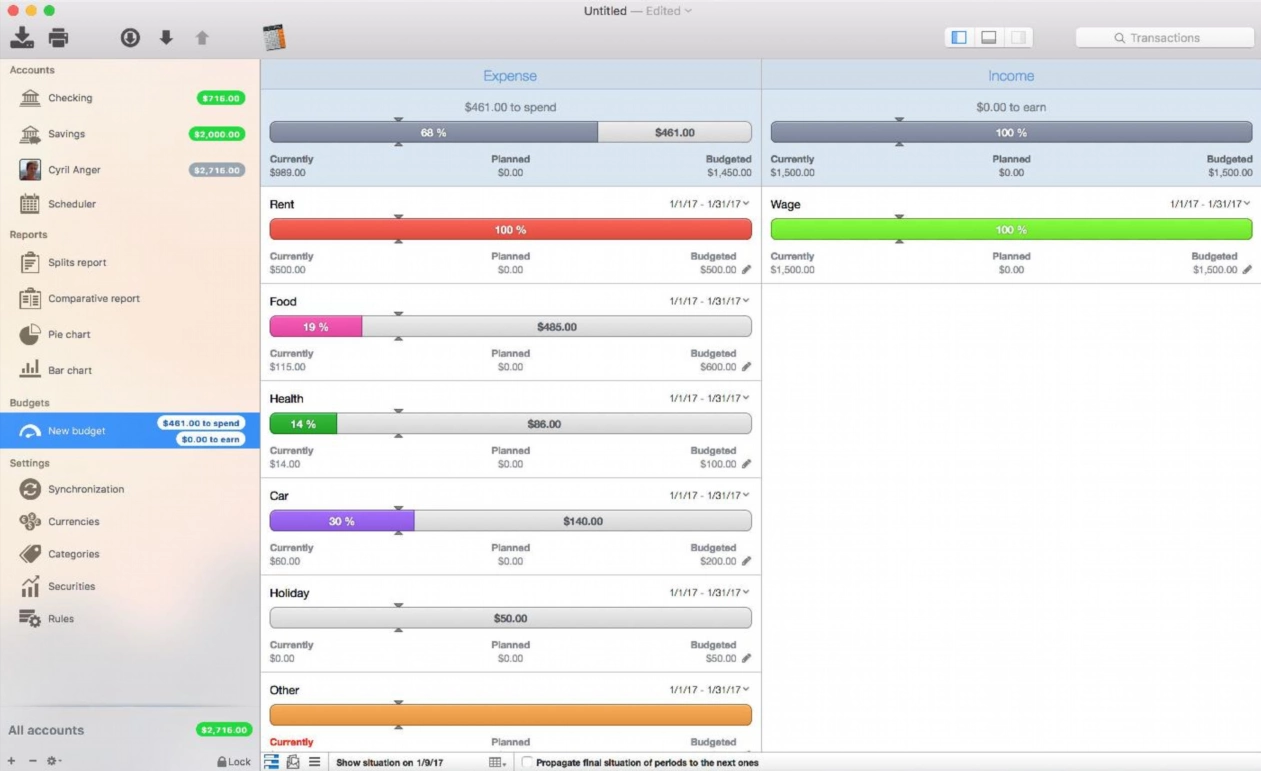 Untitled — Edited
Transactions
Accounts
Checking $716.00
Savings $2,000.00
Cyril Anger $2,716.00
Scheduler
Reports
Splits report
Comparative report
Pie chart
Bar chart
Budgets
New budget $461.00 to spend
$0.00 to earn
Settings
Synchronization
Currencies
Categories
Securities
Rules
All accounts $2,716.00
+ − Lock
Expense
$461.00 to spend
68 % $461.00
Currently Planned Budgeted
$989.00 $0.00 $1,450.00
Rent 1/1/17 - 1/31/17
100 %
Currently Planned Budgeted
$500.00 $0.00 $500.00
Food 1/1/17 - 1/31/17
19 % $485.00
Currently Planned Budgeted
$115.00 $0.00 $600.00
Health 1/1/17 - 1/31/17
14 % $86.00
Currently Planned Budgeted
$14.00 $0.00 $100.00
Car 1/1/17 - 1/31/17
30 % $140.00
Currently Planned Budgeted
$60.00 $0.00 $200.00
Holiday 1/1/17 - 1/31/17
$50.00
Currently Planned Budgeted
$0.00 $0.00 $50.00
Other 1/1/17 - 1/31/17
Currently Planned Budgeted
Income
$0.00 to earn
100 %
Currently Planned Budgeted
$1,500.00 $0.00 $1,500.00
Wage 1/1/17 - 1/31/17
100 %
Currently Planned Budgeted
$1,500.00 $0.00 $1,500.00
Show situation on 1/9/17
Propagate final situation of periods to the next ones